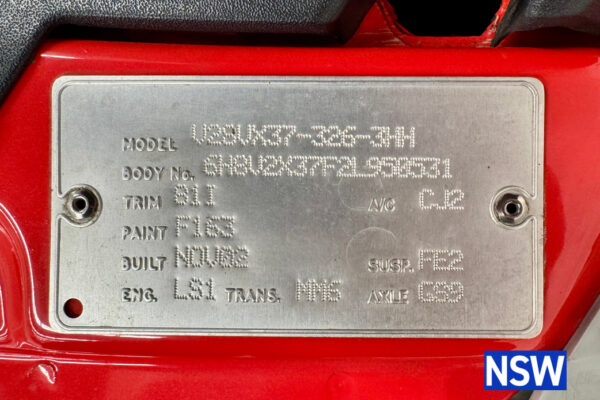 MODEL V2SVX37-326-3HH
BODY No. 6H8V2X37F2L950531
TRIM 81I A/C CJ2
PAINT F163
BUILT NOV02 SUSP. FE2
ENG. LS1 TRANS. MM6 AXLE G89
NSW